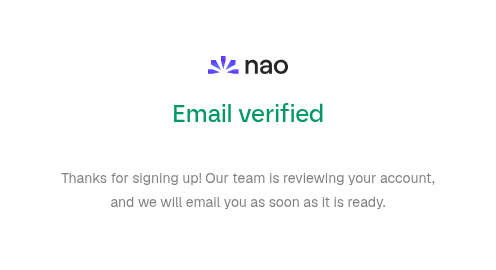 nao
Email verified
Thanks for signing up! Our team is reviewing your account,
and we will email you as soon as it is ready.